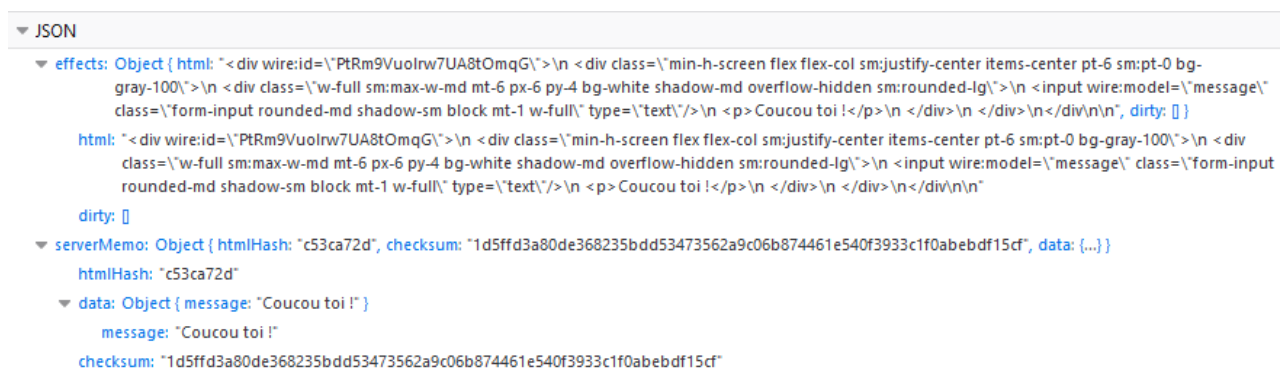 JSON
effects: Object { html: "<div wire:id=\"PtRm9VuoIrw7UA8tOmqG\">\n <div class=\"min-h-screen flex flex-col sm:justify-center items-center pt-6 sm:pt-0 bg-
gray-100\">\n <div class=\"w-full sm:max-w-md mt-6 px-6 py-4 bg-white shadow-md overflow-hidden sm:rounded-lg\">\n <input wire:model=\"message\"
class=\"form-input rounded-md shadow-sm block mt-1 w-full\" type=\"text\"/>\n <p>Coucou toi !</p>\n </div>\n </div>\n</div\n\n", dirty: [] }
html: "<div wire:id=\"PtRm9VuoIrw7UA8tOmqG\">\n <div class=\"min-h-screen flex flex-col sm:justify-center items-center pt-6 sm:pt-0 bg-gray-100\">\n <div
class=\"w-full sm:max-w-md mt-6 px-6 py-4 bg-white shadow-md overflow-hidden sm:rounded-lg\">\n <input wire:model=\"message\" class=\"form-input
rounded-md shadow-sm block mt-1 w-full\" type=\"text\"/>\n <p>Coucou toi !</p>\n </div>\n </div>\n</div\n\n"
dirty: []
serverMemo: Object { htmlHash: "c53ca72d", checksum: "1d5ffd3a80de368235bdd53473562a9c06b874461e540f3933c1f0abebdf15cf", data: {…} }
htmlHash: "c53ca72d"
data: Object { message: "Coucou toi !" }
message: "Coucou toi !"
checksum: "1d5ffd3a80de368235bdd53473562a9c06b874461e540f3933c1f0abebdf15cf"